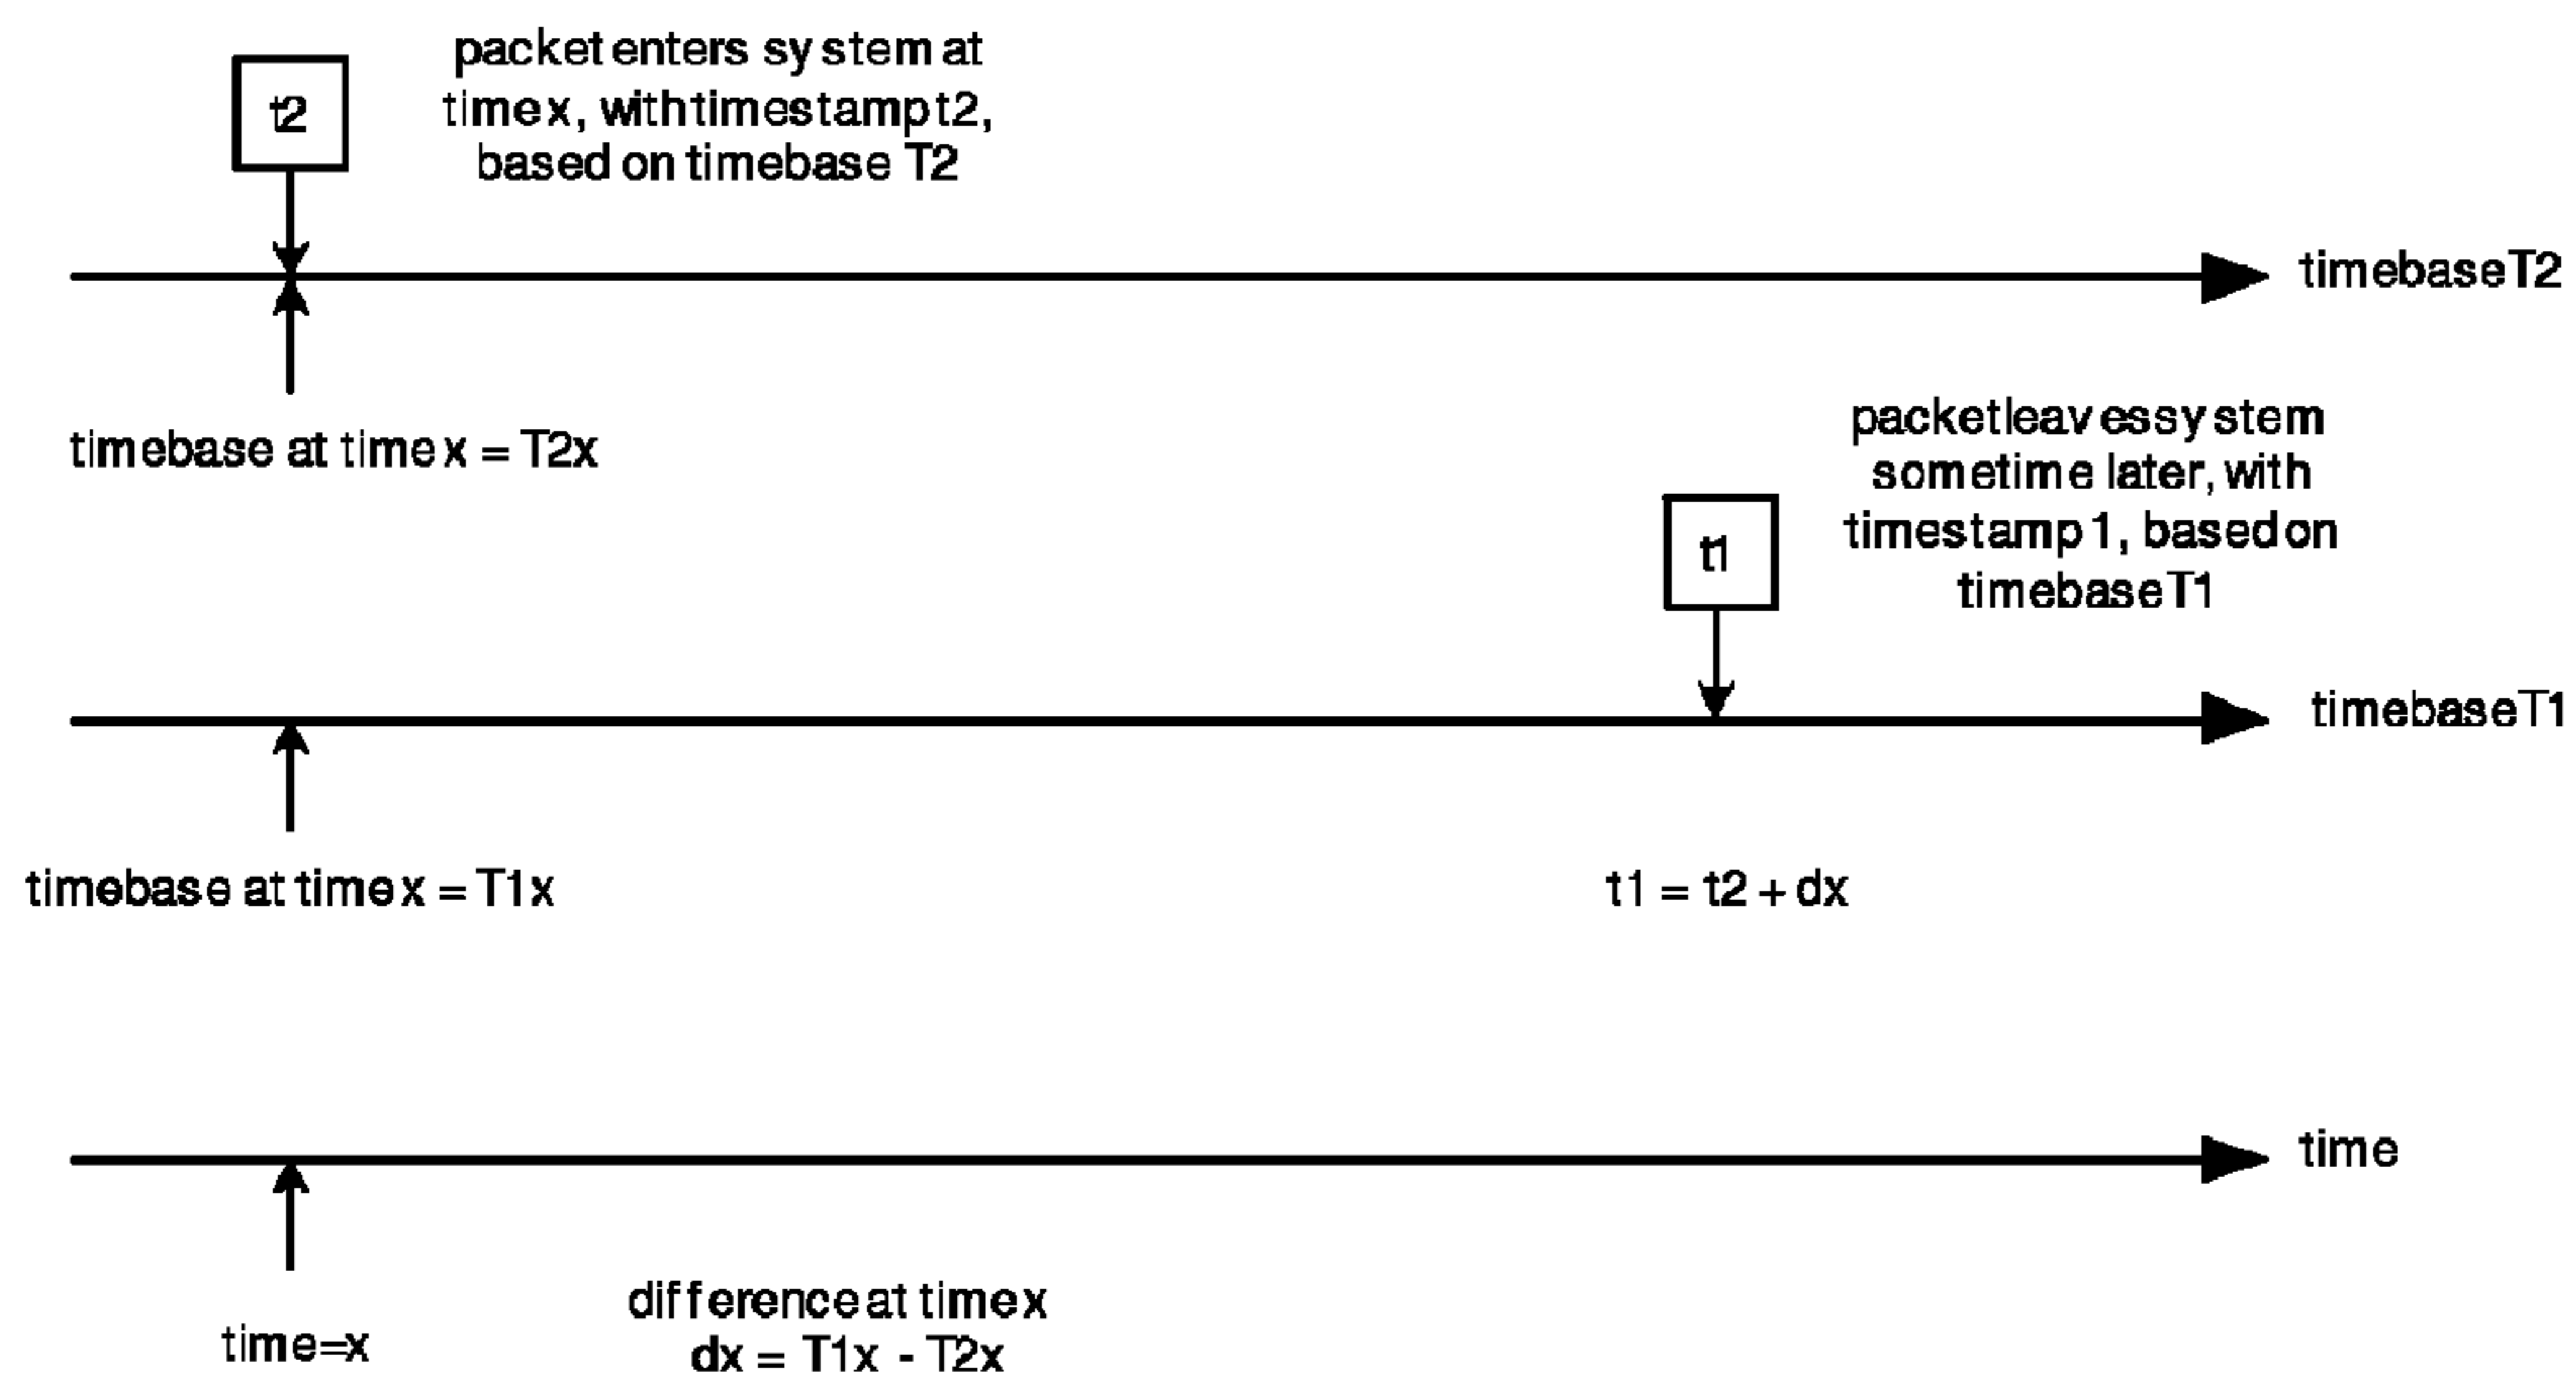 t2
packet enters system at
time x, with timestamp t2,
based on timebase T2
timebase T2
timebase at time x = T2x
packet leaves system
sometime later, with
timestamp 1, based on
timebase T1
t1
timebase T1
timebase at time x = T1x
t1 = t2 + dx
time
time=x
difference at time x
dx = T1x - T2x